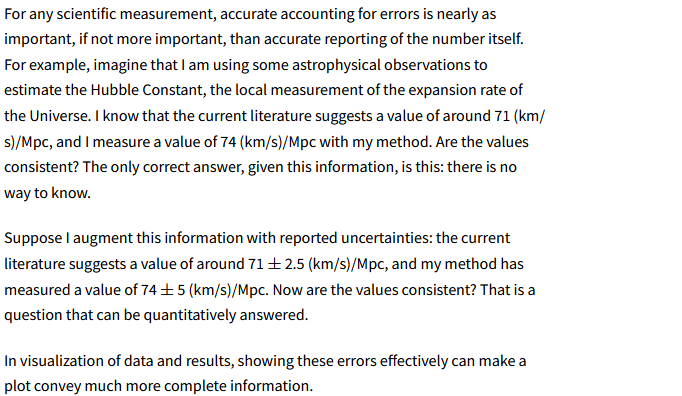 For any scientific measurement, accurate accounting for errors is nearly as
important, if not more important, than accurate reporting of the number itself.
For example, imagine that I am using some astrophysical observations to
estimate the Hubble Constant, the local measurement of the expansion rate of
the Universe. I know that the current literature suggests a value of around 71 (km/
s)/Mpc, and I measure a value of 74 (km/s)/Mpc with my method. Are the values
consistent? The only correct answer, given this information, is this: there is no
way to know.
Suppose I augment this information with reported uncertainties: the current
literature suggests a value of around 71 ± 2.5 (km/s)/Mpc, and my method has
measured a value of 74 ± 5 (km/s)/Mpc. Now are the values consistent? That is a
question that can be quantitatively answered.
In visualization of data and results, showing these errors effectively can make a
plot convey much more complete information.